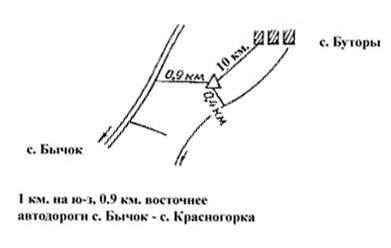 с. Буторы
10 км.
0,9 км
0,4 км
с. Бычок
1 км. на ю-з, 0.9 км. восточнее
автодороги с. Бычок - с. Красногорка